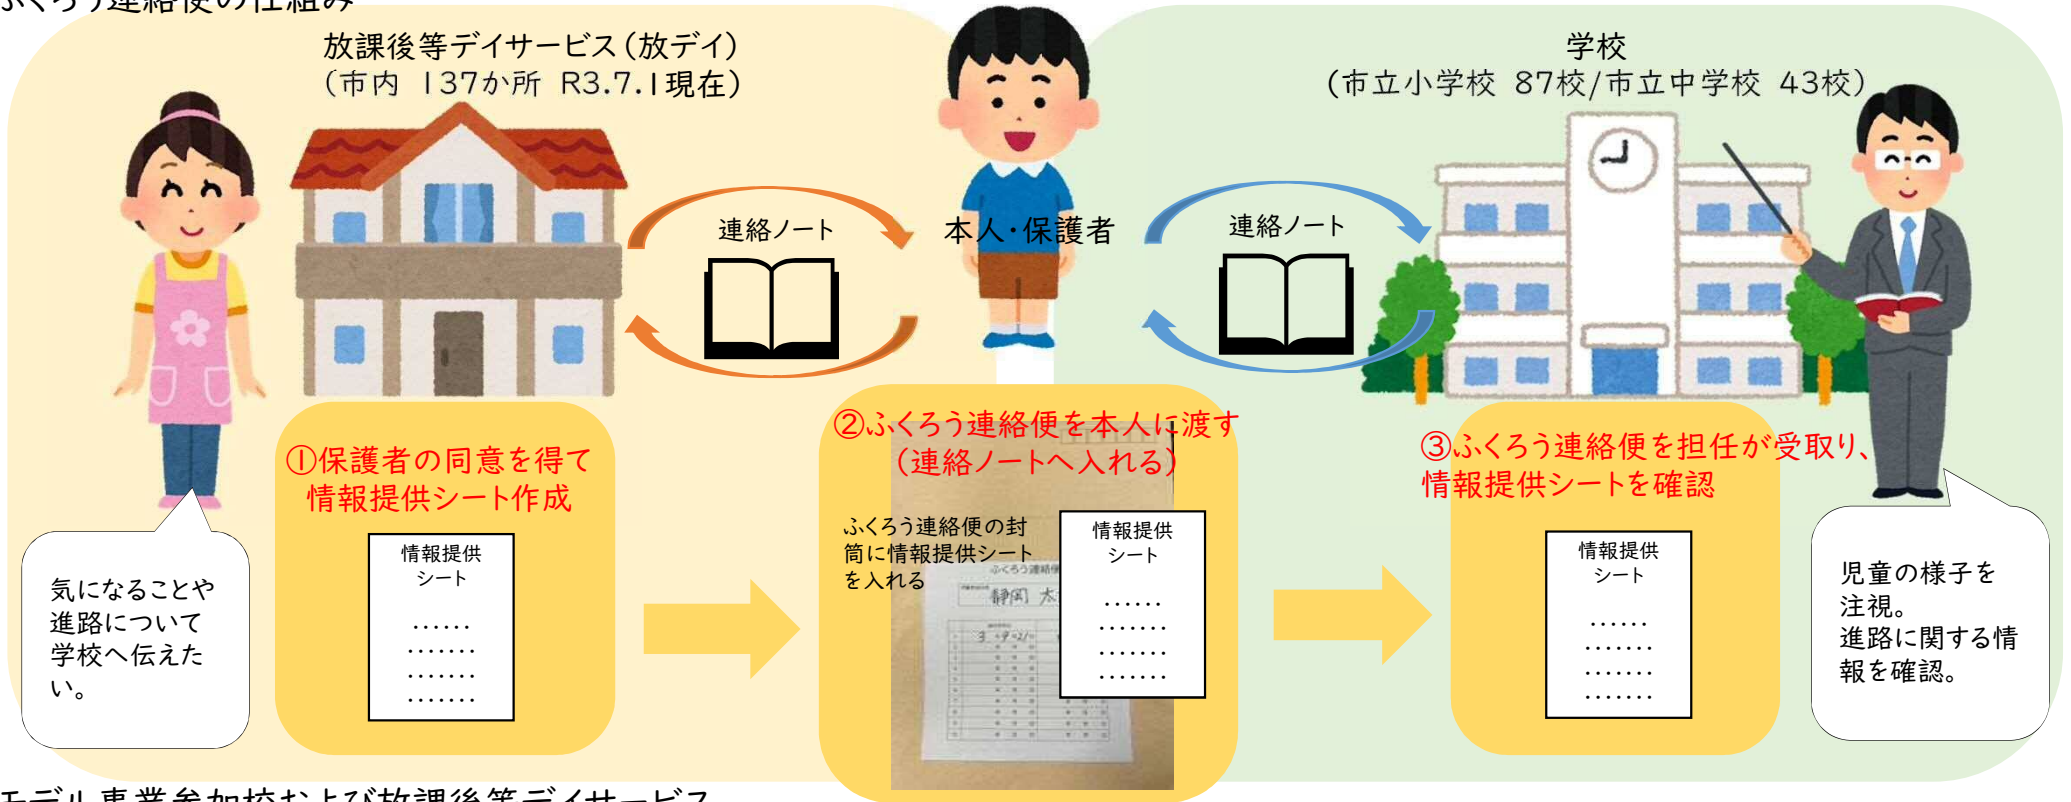 ふくろう連絡便の仕組み
放課後等デイサービス(放デイ)
(市内 137か所 R3.7.1現在)
学校
(市立小学校 87校/市立中学校 43校)
連絡ノート
本人・保護者
連絡ノート
①保護者の同意を得て
情報提供シート作成
情報提供
シート
......
.......
.......
.......
気になることや
進路について
学校へ伝えた
い。
②ふくろう連絡便を本人に渡す
(連絡ノートへ入れる)
ふくろう連絡便の封
筒に情報提供シート
を入れる
ふくろう連絡便
静岡 太
情報提供
シート
......
.......
.......
.......
③ふくろう連絡便を担任が受取り、
情報提供シートを確認
情報提供
シート
......
.......
.......
.......
児童の様子を
注視。
進路に関する情
報を確認。
モデル事業参加校および放課後等デイサービス